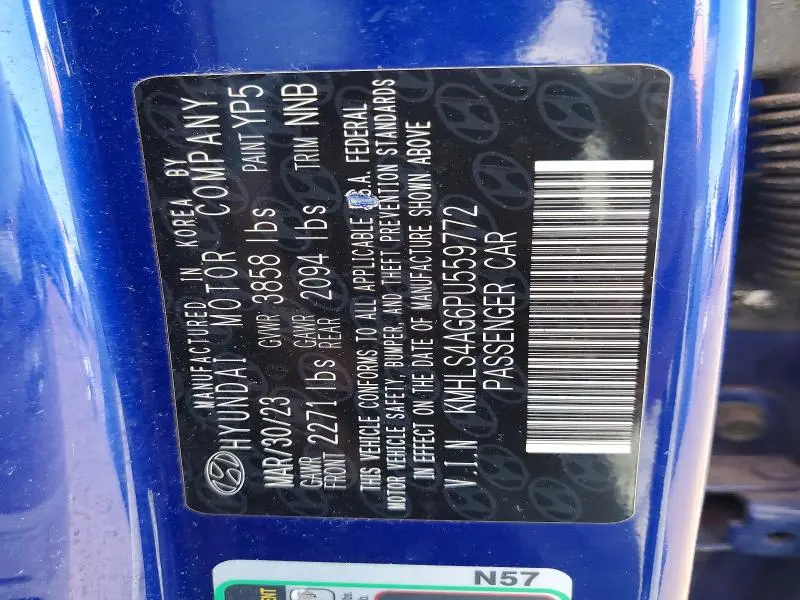 MANUFACTURED IN KOREA BY
HYUNDAI MOTOR COMPANY
MAR/30/23 GVWR 3858 lbs PAINT YP5
GAWR FRONT 2271 lbs GAWR REAR 2094 lbs TRIM NNB
THIS VEHICLE CONFORMS TO ALL APPLICABLE U.S.A. FEDERAL
MOTOR VEHICLE SAFETY, BUMPER, AND THEFT PREVENTION STANDARDS
IN EFFECT ON THE DATE OF MANUFACTURE SHOWN ABOVE
V.I.N KMHLS4AG6PU559772
PASSENGER CAR
N57